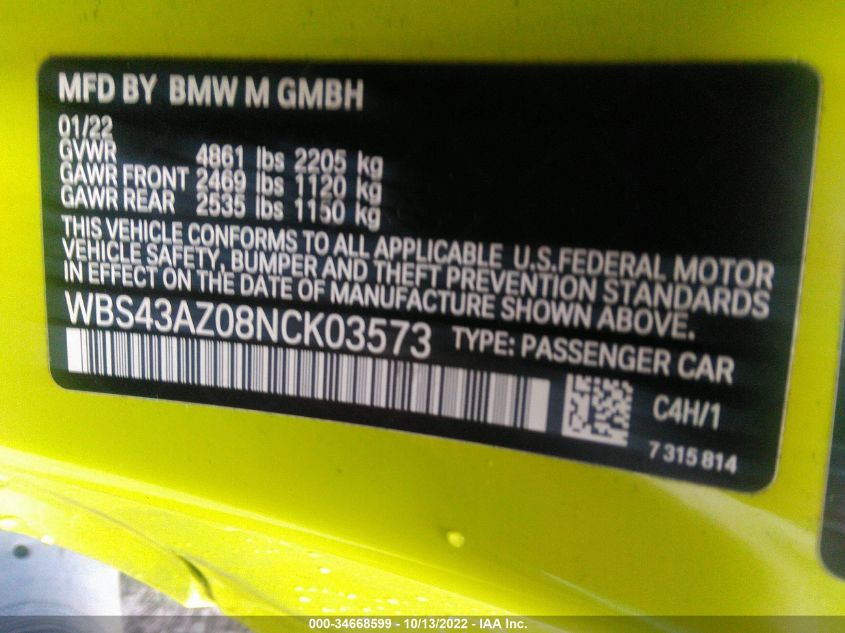 MFD BY BMW M GMBH
01/22
GVWR 4861 lbs 2205 kg
GAWR FRONT 2469 lbs 1120 kg
GAWR REAR 2535 lbs 1150 kg
THIS VEHICLE CONFORMS TO ALL APPLICABLE U.S.FEDERAL MOTOR
VEHICLE SAFETY, BUMPER AND THEFT PREVENTION STANDARDS
IN EFFECT ON THE DATE OF MANUFACTURE SHOWN ABOVE.
WBS43AZ08NCK03573 TYPE: PASSENGER CAR
C4H/1
7 315 814
000-34668599 - 10/13/2022 - IAA Inc.